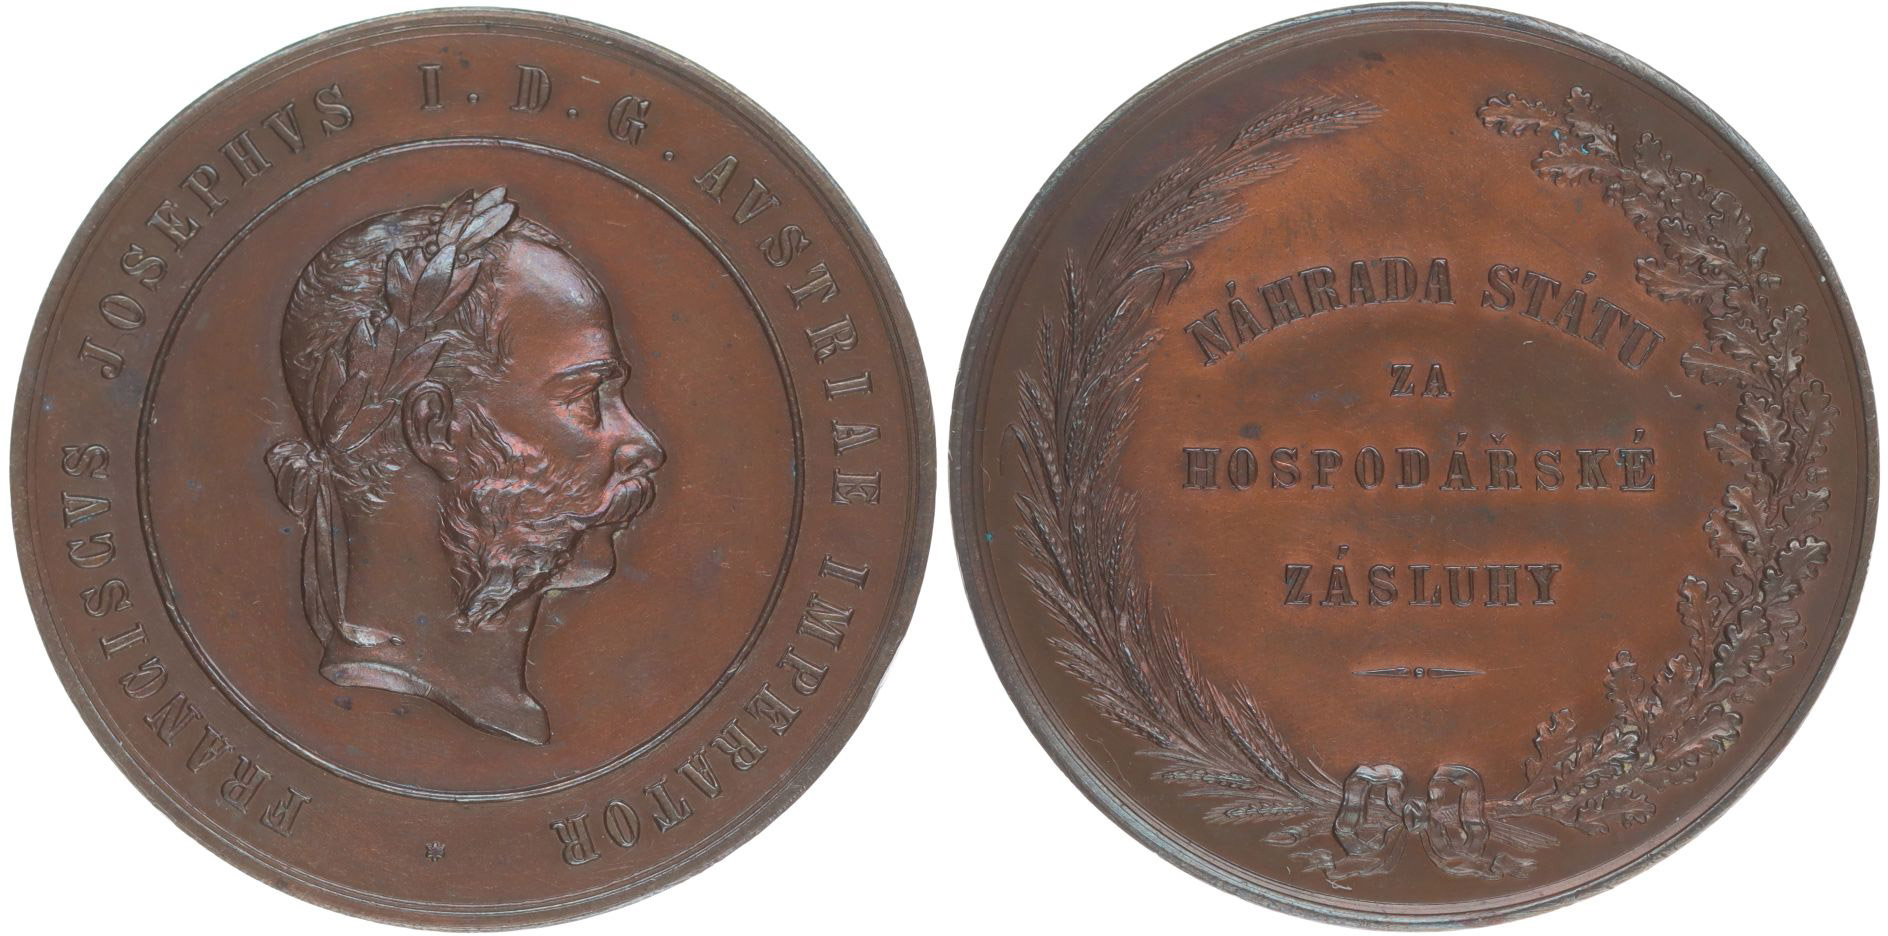 FRANCISCVS JOSEPHVS I. D. G. AVSTRIAE IMPERATOR
NÁHRADA STÁTU
ZA
HOSPODÁŘSKÉ
ZÁSLUHY